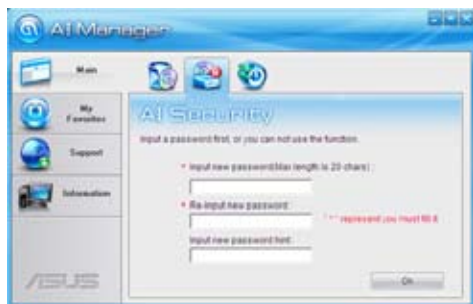 AI Manager
Main
My
Favorites
Support
Information
AI Security
Input a password first, or you can not use the function.
* Input new password(Max length is 20 chars):
* Re-input new password:
"*" represent you must fill it
Input new password hint:
Ok
ASUS